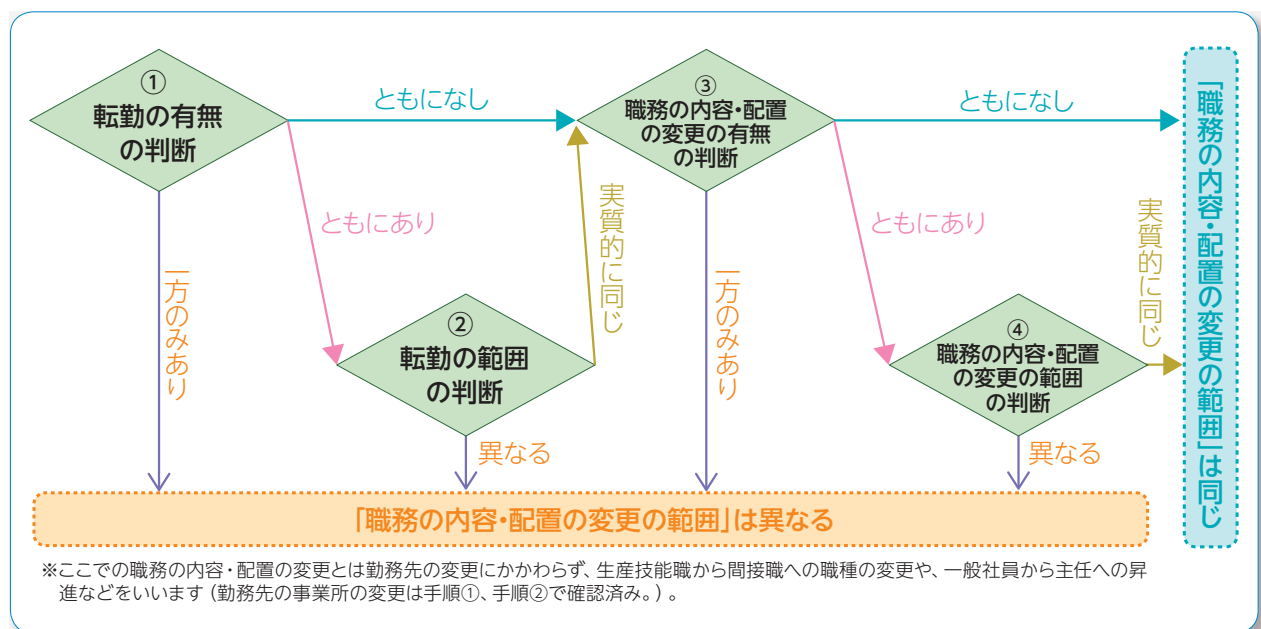 ①
転勤の有無
の判断
ともになし
③
職務の内容・配置
の変更の有無
の判断
ともになし
「職務の内容・配置の変更の範囲」は同じ
ともにあり
実質的に同じ
ともにあり
実質的に同じ
一方のみあり
②
転勤の範囲
の判断
一方のみあり
④
職務の内容・配置
の変更の範囲
の判断
異なる
異なる
「職務の内容・配置の変更の範囲」は異なる
※ここでの職務の内容・配置の変更とは勤務先の変更にかかわらず、生産技能職から間接職への職種の変更や、一般社員から主任への昇
進などをいいます（勤務先の事業所の変更は手順①、手順②で確認済み。）。